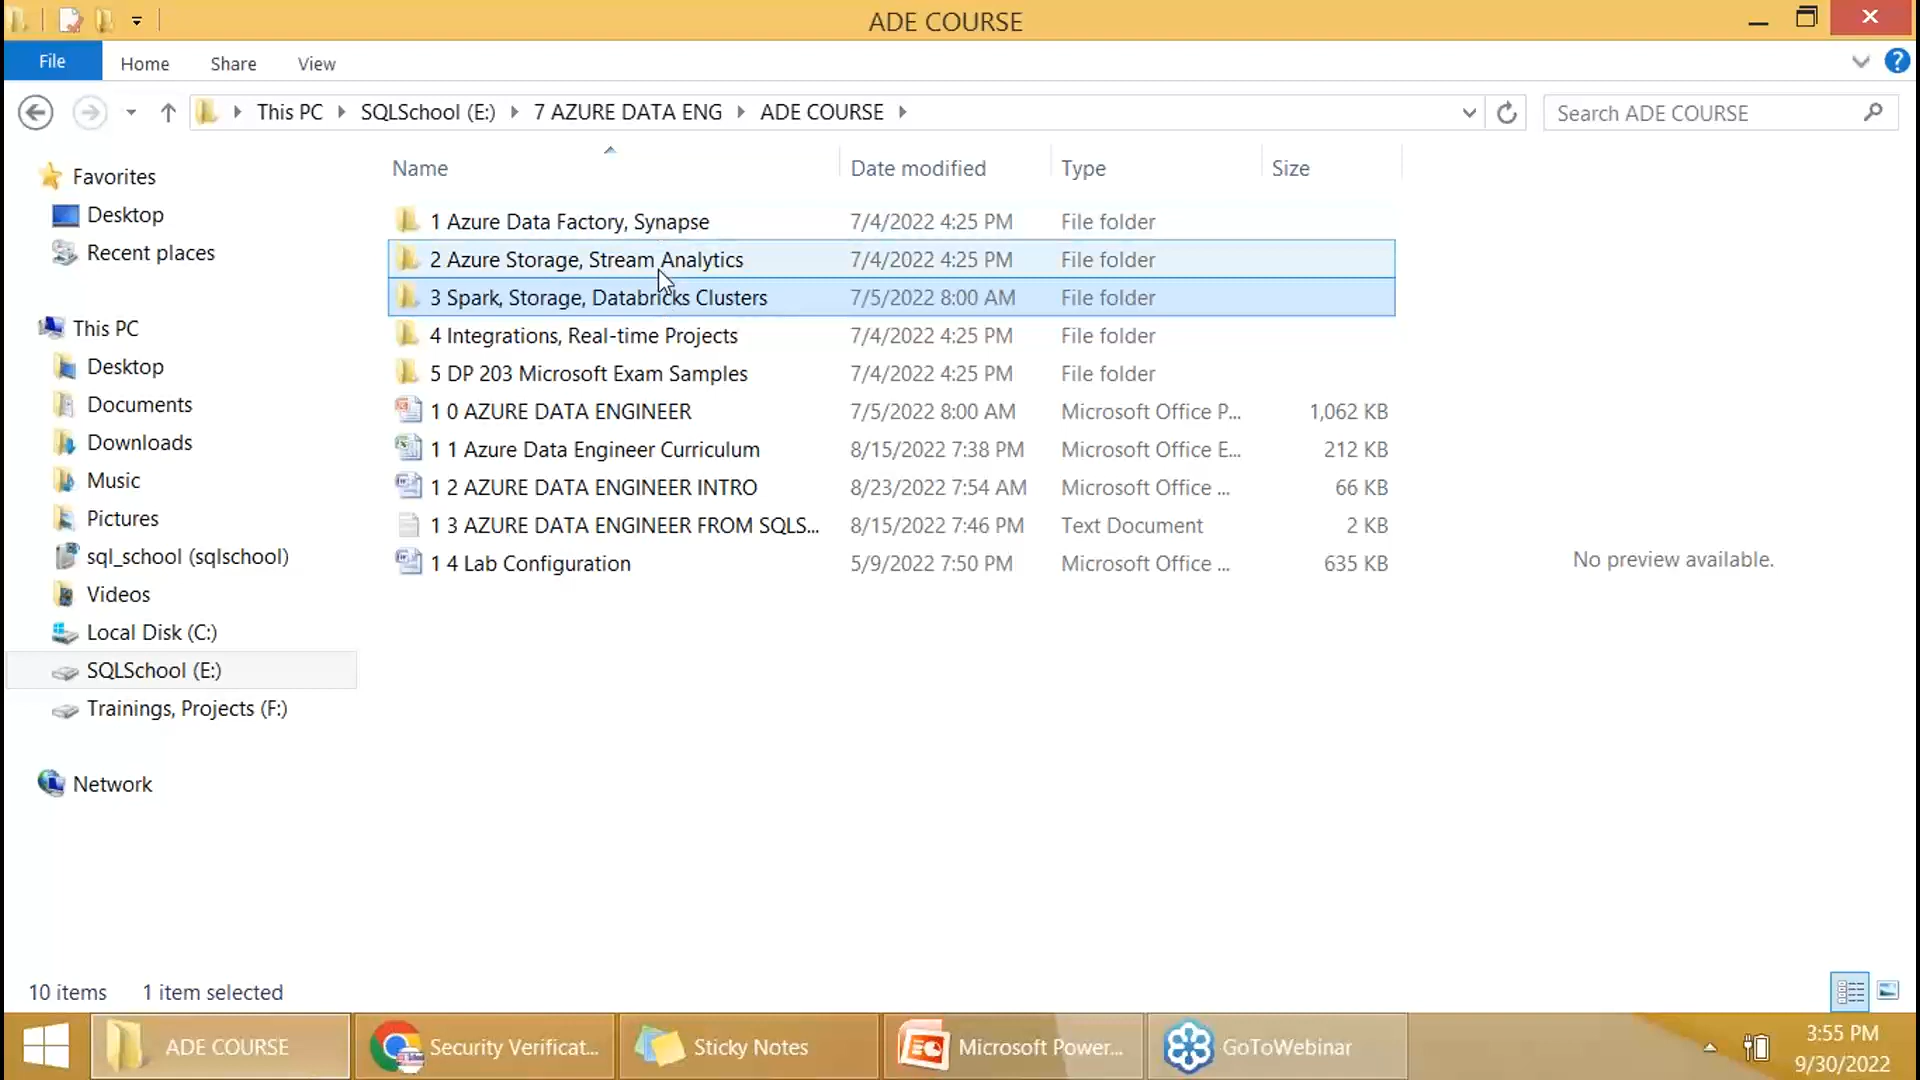 ADE COURSE
File Home Share View
This PC SQLSchool (E:) 7 AZURE DATA ENG ADE COURSE Search ADE COURSE
Name Date modified Type Size
Favorites
Desktop
Recent places
This PC
Desktop
Documents
Downloads
Music
Pictures
sql_school (sqlschool)
Videos
Local Disk (C:)
SQLSchool (E:)
Trainings, Projects (F:)
Network
1 Azure Data Factory, Synapse 7/4/2022 4:25 PM File folder
2 Azure Storage, Stream Analytics 7/4/2022 4:25 PM File folder
3 Spark, Storage, Databricks Clusters 7/5/2022 8:00 AM File folder
4 Integrations, Real-time Projects 7/4/2022 4:25 PM File folder
5 DP 203 Microsoft Exam Samples 7/4/2022 4:25 PM File folder
1 0 AZURE DATA ENGINEER 7/5/2022 8:00 AM Microsoft Office P... 1,062 KB
1 1 Azure Data Engineer Curriculum 8/15/2022 7:38 PM Microsoft Office E... 212 KB
1 2 AZURE DATA ENGINEER INTRO 8/23/2022 7:54 AM Microsoft Office ... 66 KB
1 3 AZURE DATA ENGINEER FROM SQLS... 8/15/2022 7:46 PM Text Document 2 KB
1 4 Lab Configuration 5/9/2022 7:50 PM Microsoft Office ... 635 KB
No preview available.
10 items 1 item selected
ADE COURSE Security Verificat... Sticky Notes Microsoft Power... GoToWebinar
3:55 PM
9/30/2022